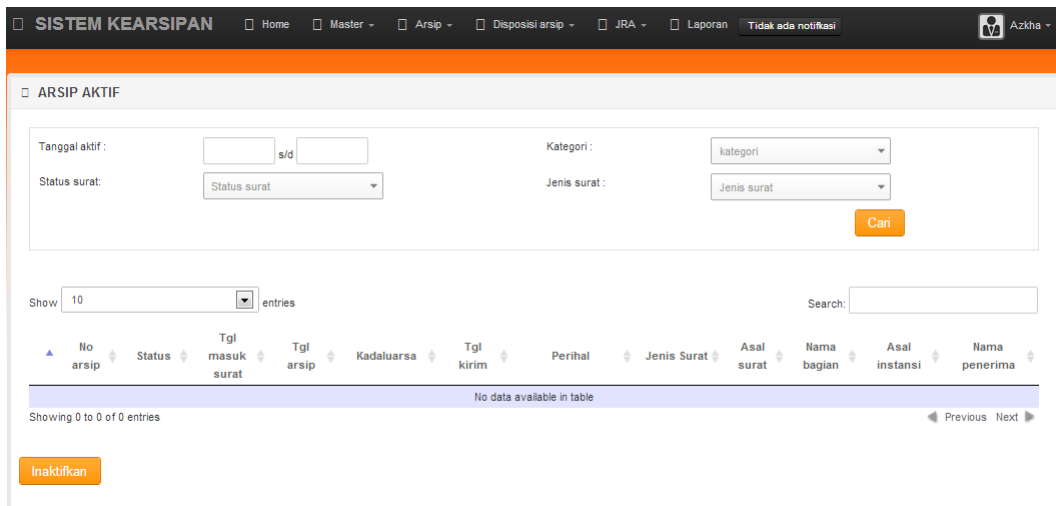 SISTEM KEARSIPAN Home Master Arsip Disposisi arsip JRA Laporan Tidak ada notifikasi Azkha
ARSIP AKTIF
Tanggal aktif : s/d Kategori : kategori
Status surat: Status surat Jenis surat : Jenis surat
Cari
Show 10 entries Search:
No arsip Status Tgl masuk surat Tgl arsip Kadaluarsa Tgl kirim Perihal Jenis Surat Asal surat Nama bagian Asal instansi Nama penerima
No data available in table
Showing 0 to 0 of 0 entries Previous Next
Inaktifkan